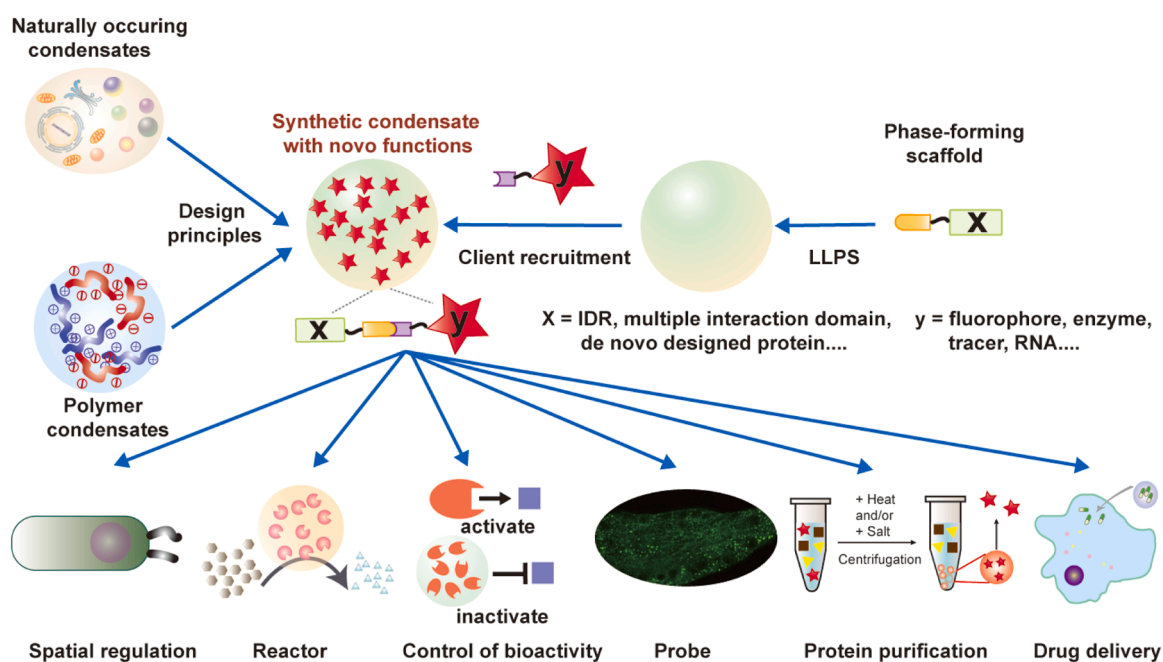 Naturally occuring
condensates
Synthetic condensate
with novo functions
y
Phase-forming
scaffold
X
Design
principles
Client recruitment
LLPS
X
y
X = IDR, multiple interaction domain,
de novo designed protein....
y = fluorophore, enzyme,
tracer, RNA....
Polymer
condensates
activate
inactivate
+ Heat
and/or
+ Salt
Centrifugation
Spatial regulation
Reactor
Control of bioactivity
Probe
Protein purification
Drug delivery